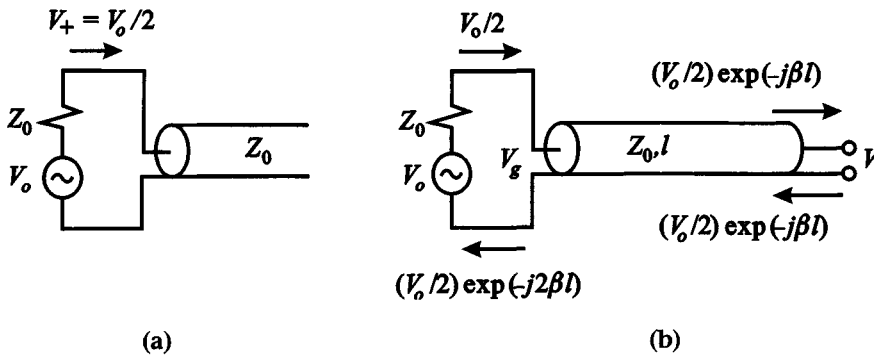 V₊ = Vₒ/2
Z₀
Vₒ
Z₀
(a)
Vₒ/2
(Vₒ/2) exp(-jβl)
Z₀
Vₒ
V_g
Z₀, l
V
(Vₒ/2) exp(-jβl)
(Vₒ/2) exp(-j2βl)
(b)